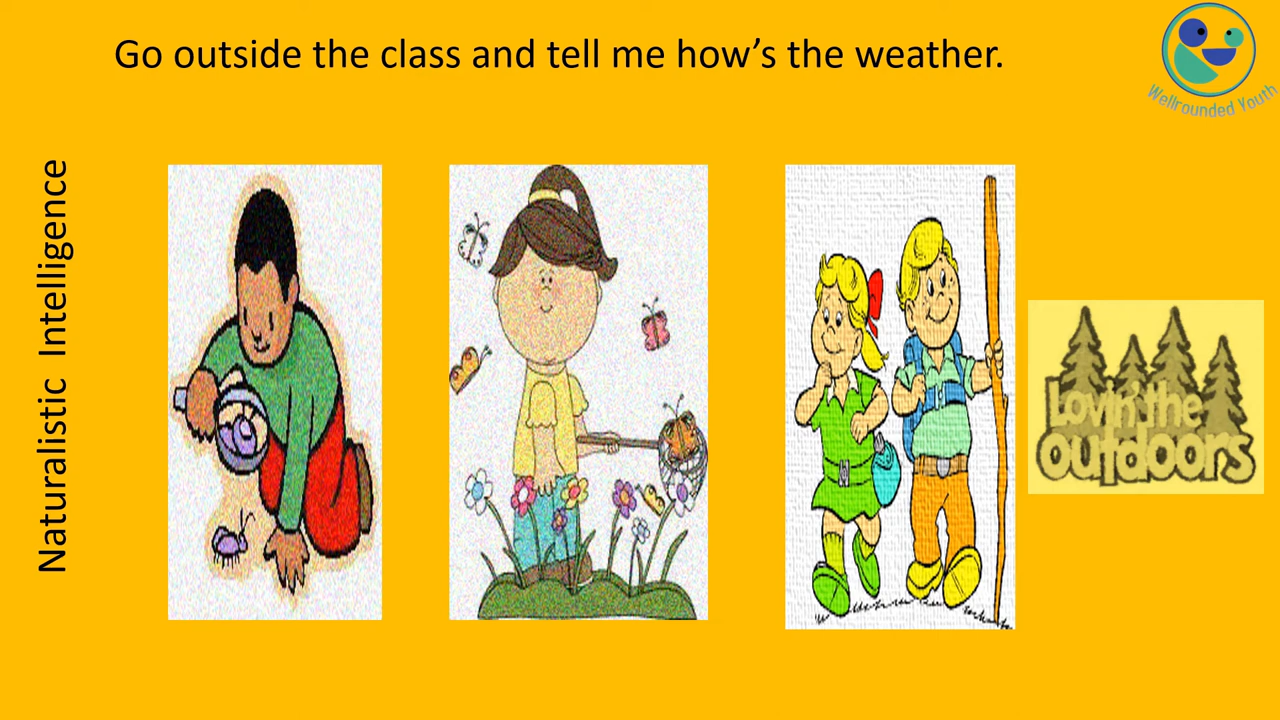 Go outside the class and tell me how's the weather.
Wellrounded Youth
Naturalistic Intelligence
Lovin' the
outdoors